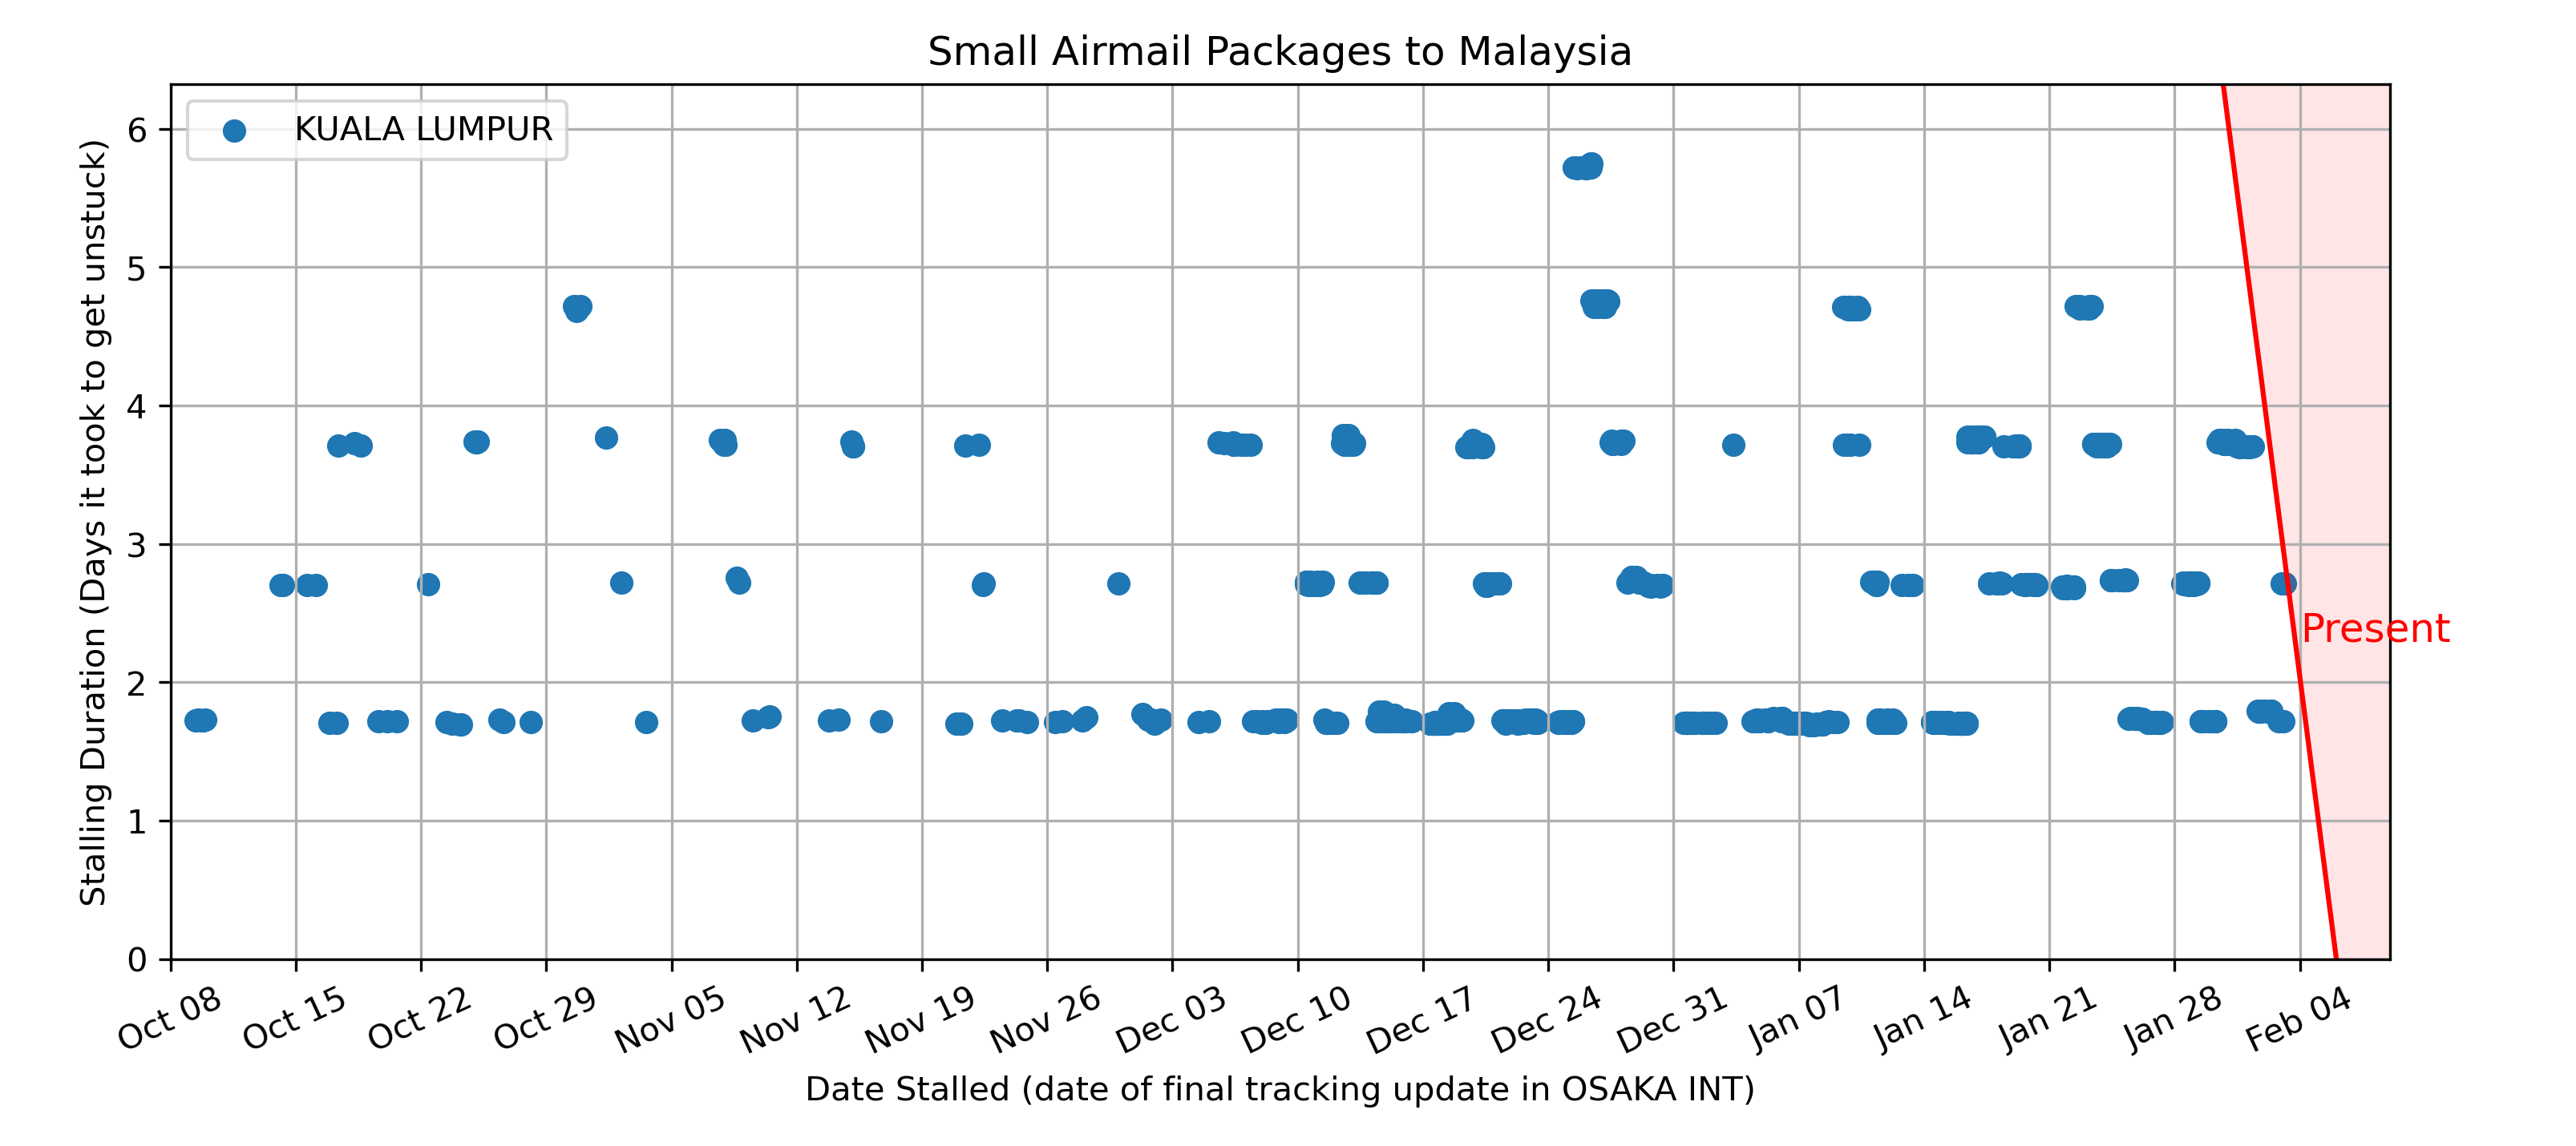 Small Airmail Packages to Malaysia
KUALA LUMPUR
Stalling Duration (Days it took to get unstuck)
6
5
4
3
2
1
0
Present
Oct 08
Oct 15
Oct 22
Oct 29
Nov 05
Nov 12
Nov 19
Nov 26
Dec 03
Dec 10
Dec 17
Dec 24
Dec 31
Jan 07
Jan 14
Jan 21
Jan 28
Feb 04
Date Stalled (date of final tracking update in OSAKA INT)